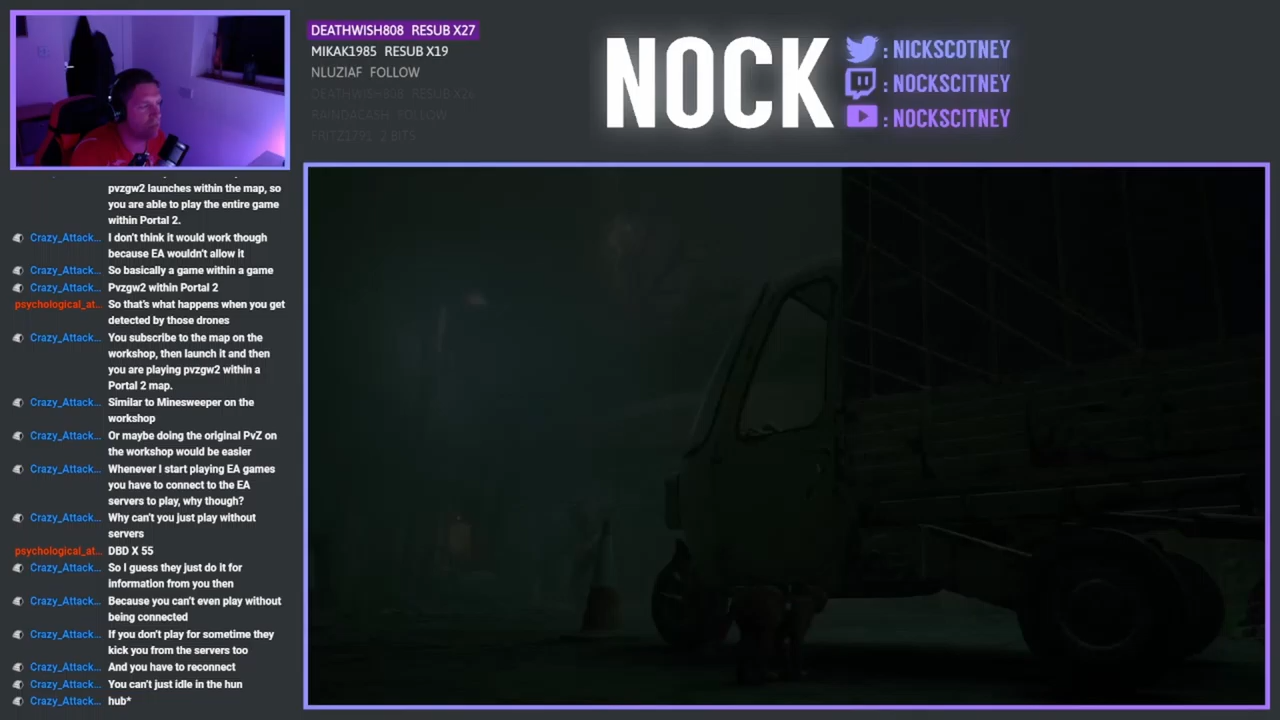 DEATHWISH808 RESUB X27
MIKAK1985 RESUB X19
NLUZIAF FOLLOW
DEATHWISH808 RESUB X26
RAINDACASH FOLLOW
FRITZ1791 2 BITS
NOCK
: NICKSCOTNEY
: NOCKSCITNEY
: NOCKSCITNEY
pvzgw2 launches within the map, so
you are able to play the entire game
within Portal 2.
Crazy_Attack... I don't think it would work though
because EA wouldn't allow it
Crazy_Attack... So basically a game within a game
Crazy_Attack... Pvzgw2 within Portal 2
psychological_at... So that's what happens when you get
detected by those drones
Crazy_Attack... You subscribe to the map on the
workshop, then launch it and then
you are playing pvzgw2 within a
Portal 2 map.
Crazy_Attack... Similar to Minesweeper on the
workshop
Crazy_Attack... Or maybe doing the original PvZ on
the workshop would be easier
Crazy_Attack... Whenever I start playing EA games
you have to connect to the EA
servers to play, why though?
Crazy_Attack... Why can't you just play without
servers
psychological_at... DBD X 55
Crazy_Attack... So I guess they just do it for
information from you then
Crazy_Attack... Because you can't even play without
being connected
Crazy_Attack... If you don't play for sometime they
kick you from the servers too
Crazy_Attack... And you have to reconnect
Crazy_Attack... You can't just idle in the hun
Crazy_Attack... hub*